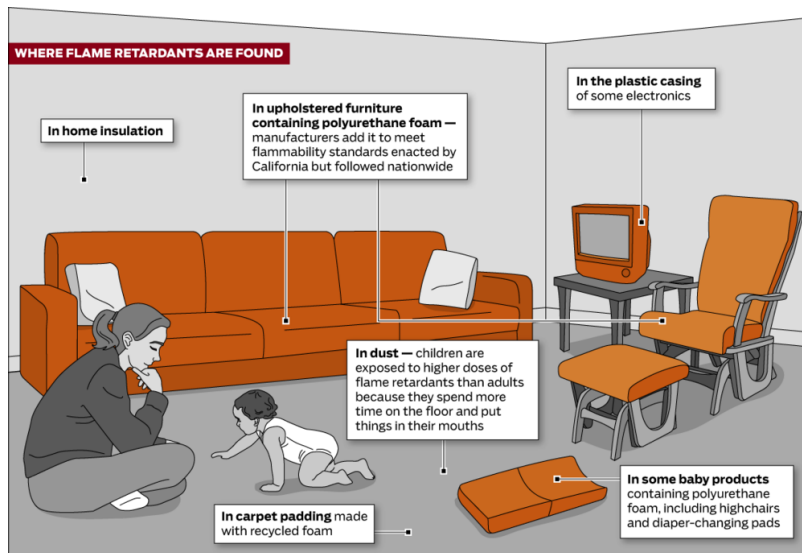 WHERE FLAME RETARDANTS ARE FOUND
In home insulation
In upholstered furniture
containing polyurethane foam —
manufacturers add it to meet
flammability standards enacted by
California but followed nationwide
In the plastic casing
of some electronics
In dust — children are
exposed to higher doses of
flame retardants than adults
because they spend more
time on the floor and put
things in their mouths
In carpet padding made
with recycled foam
In some baby products
containing polyurethane
foam, including highchairs
and diaper-changing pads